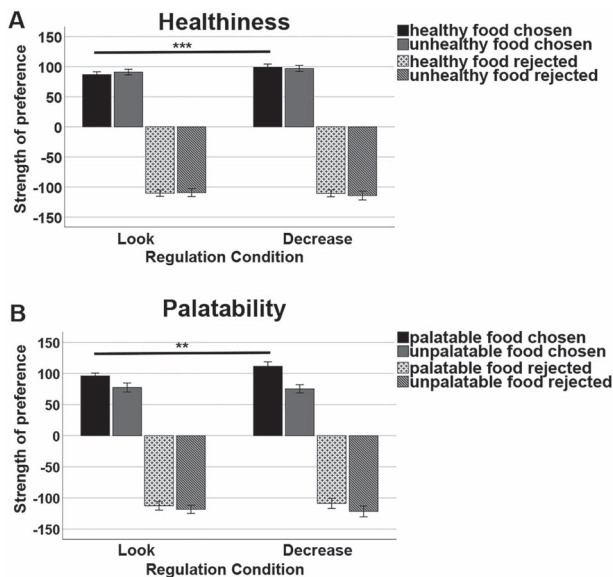 A
Healthiness
150
100
50
0
-50
-100
-150
Strength of preference
***
Look
Decrease
Regulation Condition
healthy food chosen
unhealthy food chosen
healthy food rejected
unhealthy food rejected
B
Palatability
150
100
50
0
-50
-100
-150
Strength of preference
**
Look
Decrease
Regulation Condition
palatable food chosen
unpalatable food chosen
palatable food rejected
unpalatable food rejected